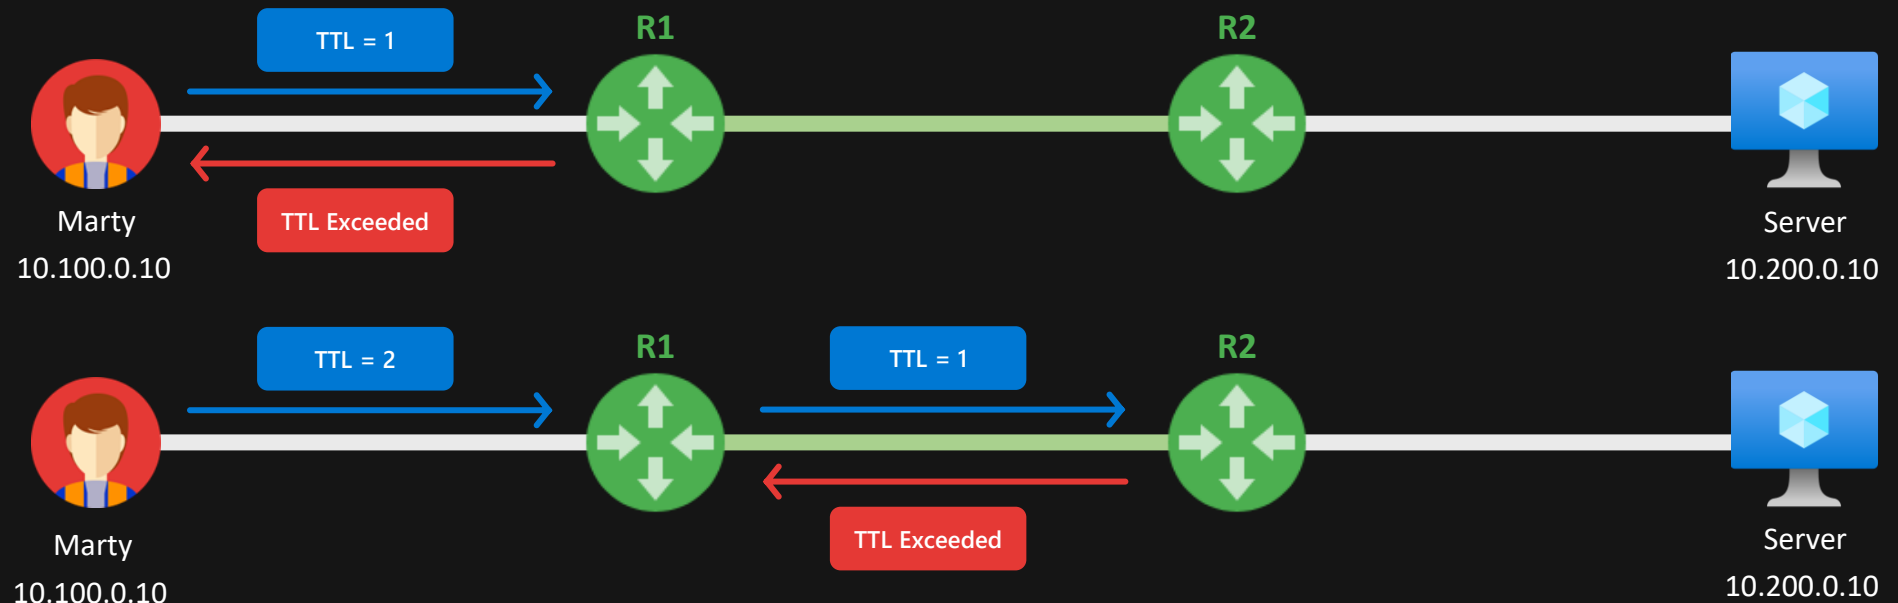 TTL = 1
R1
R2
TTL Exceeded
Marty
10.100.0.10
Server
10.200.0.10
TTL = 2
R1
TTL = 1
R2
TTL Exceeded
Marty
10.100.0.10
Server
10.200.0.10